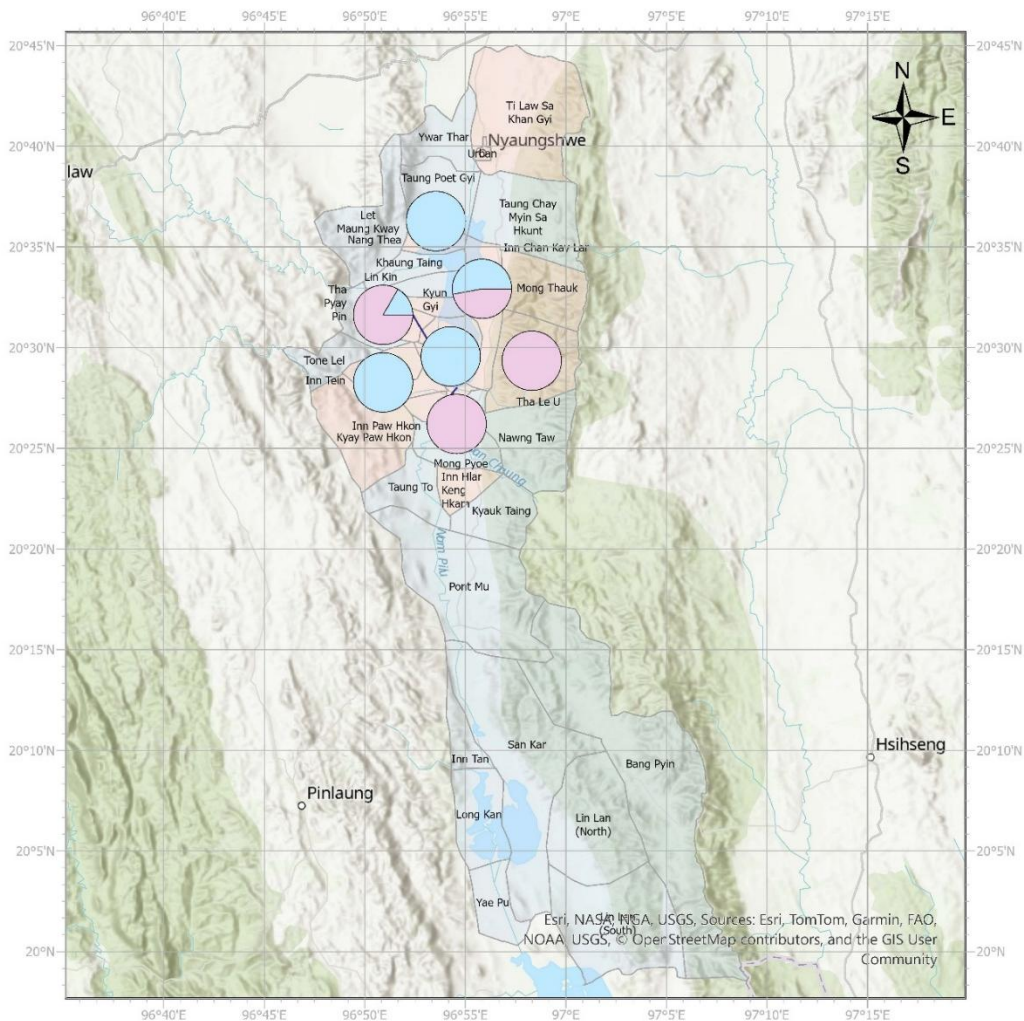 96°40'E 96°45'E 96°50'E 96°55'E 97°E 97°5'E 97°10'E 97°15'E
20°45'N 20°45'N
N
E
S
Ti Law Sa
Khan Gyi
Ywar Thar
Nyaungshwe
Urban
20°40'N 20°40'N
law
Taung Poet Gyi
Taung Chay
Myin Sa
Hkunt
Let
Maung Kway
Nang Thea
20°35'N 20°35'N
Inn Chan Kay Lar
Khaung Taing
Lin Kin
Tha
Pyay
Pin
Kyun
Gyi
Mong Thauk
20°30'N 20°30'N
Tone Lel
Inn Tein
Tha Le U
Inn Paw Hkon
Kyay Paw Hkon
Nawng Taw
20°25'N 20°25'N
Mong Pyoe
Inn Hlar
Keng
Hkam
Taung To
Kyauk Taing
20°20'N 20°20'N
Pont Mu
20°15'N 20°15'N
San Kar
Bang Pyin
Hsihseng
20°10'N 20°10'N
Inn Tan
Pinlaung
Long Kan
Lin Lan
(North)
20°5'N 20°5'N
Yae Pu
(South)
Esri, NASA, NGA, USGS, Sources: Esri, TomTom, Garmin, FAO,
NOAA, USGS, © OpenStreetMap contributors, and the GIS User
Community
20°N 20°N
96°40'E 96°45'E 96°50'E 96°55'E 97°E 97°5'E 97°10'E 97°15'E